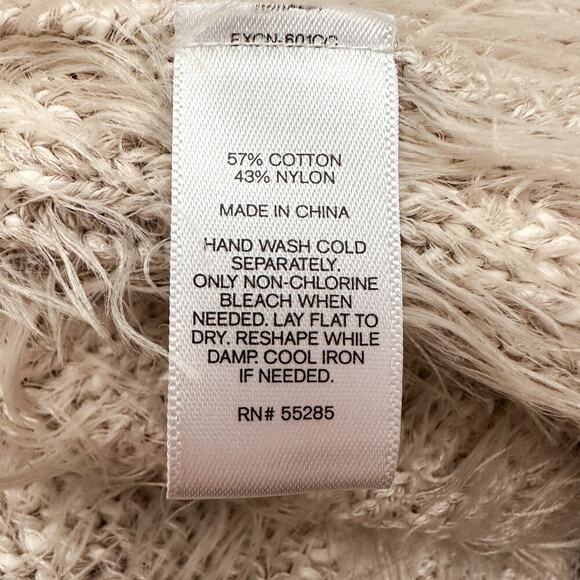 57% COTTON
43% NYLON
MADE IN CHINA
HAND WASH COLD
SEPARATELY.
ONLY NON-CHLORINE
BLEACH WHEN
NEEDED. LAY FLAT TO
DRY. RESHAPE WHILE
DAMP. COOL IRON
IF NEEDED.
RN# 55285